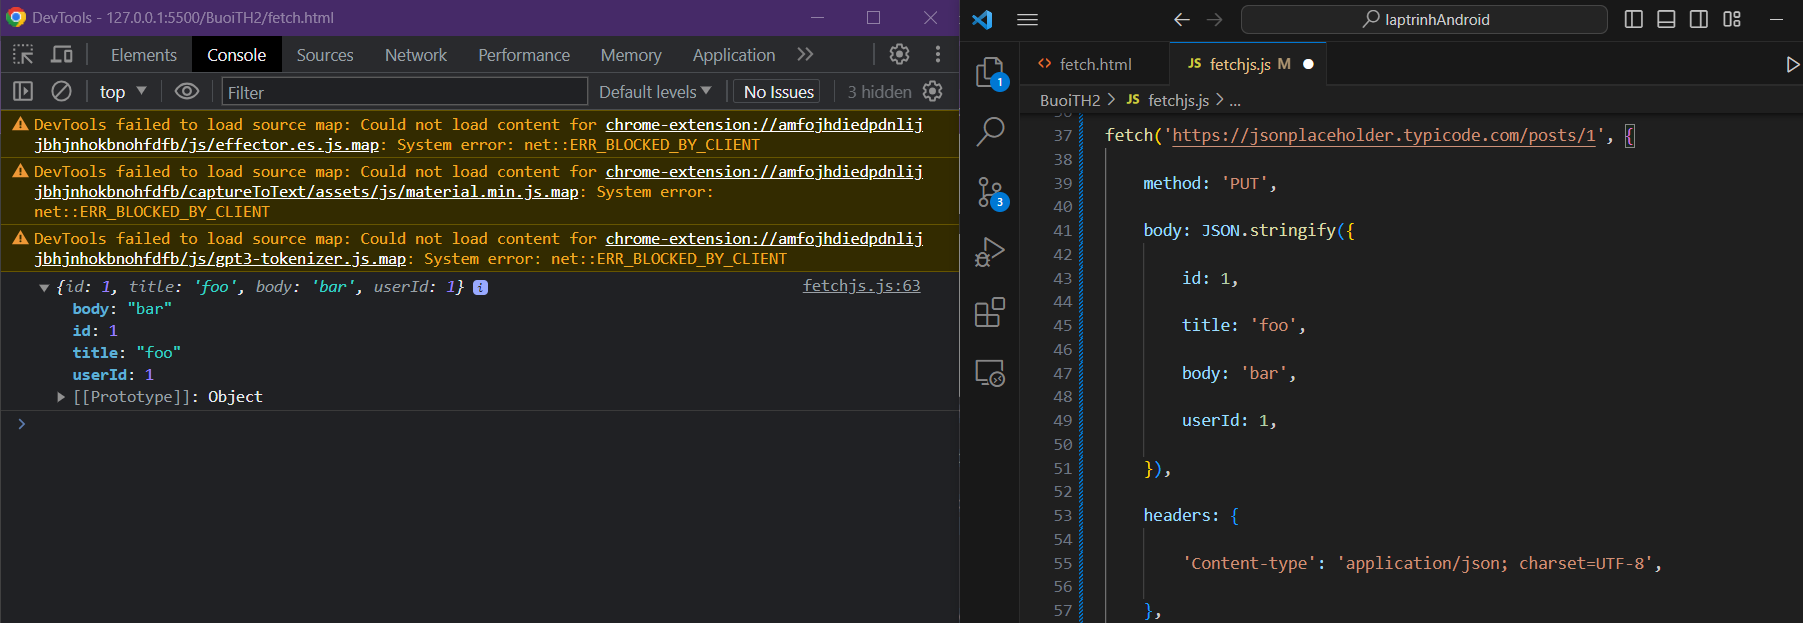 DevTools - 127.0.0.1:5500/BuoiTH2/fetch.html
Elements Console Sources Network Performance Memory Application
top Filter Default levels No Issues 3 hidden
DevTools failed to load source map: Could not load content for chrome-extension://amfojhdiedpdnlij
jbhjnhokbnohfdfb/js/effector.es.js.map: System error: net::ERR_BLOCKED_BY_CLIENT
DevTools failed to load source map: Could not load content for chrome-extension://amfojhdiedpdnlij
jbhjnhokbnohfdfb/captureToText/assets/js/material.min.js.map: System error:
net::ERR_BLOCKED_BY_CLIENT
DevTools failed to load source map: Could not load content for chrome-extension://amfojhdiedpdnlij
jbhjnhokbnohfdfb/js/gpt3-tokenizer.js.map: System error: net::ERR_BLOCKED_BY_CLIENT
{id: 1, title: 'foo', body: 'bar', userId: 1} i fetchjs.js:63
body: "bar"
id: 1
title: "foo"
userId: 1
[[Prototype]]: Object
laptrinhAndroid
1
3
fetch.html JS fetchjs.js M
BuoiTH2 > JS fetchjs.js > ...
37 fetch('https://jsonplaceholder.typicode.com/posts/1', {
38
39 method: 'PUT',
40
41 body: JSON.stringify({
42
43 id: 1,
44
45 title: 'foo',
46
47 body: 'bar',
48
49 userId: 1,
50
51 }),
52
53 headers: {
54
55 'Content-type': 'application/json; charset=UTF-8',
56
57 },